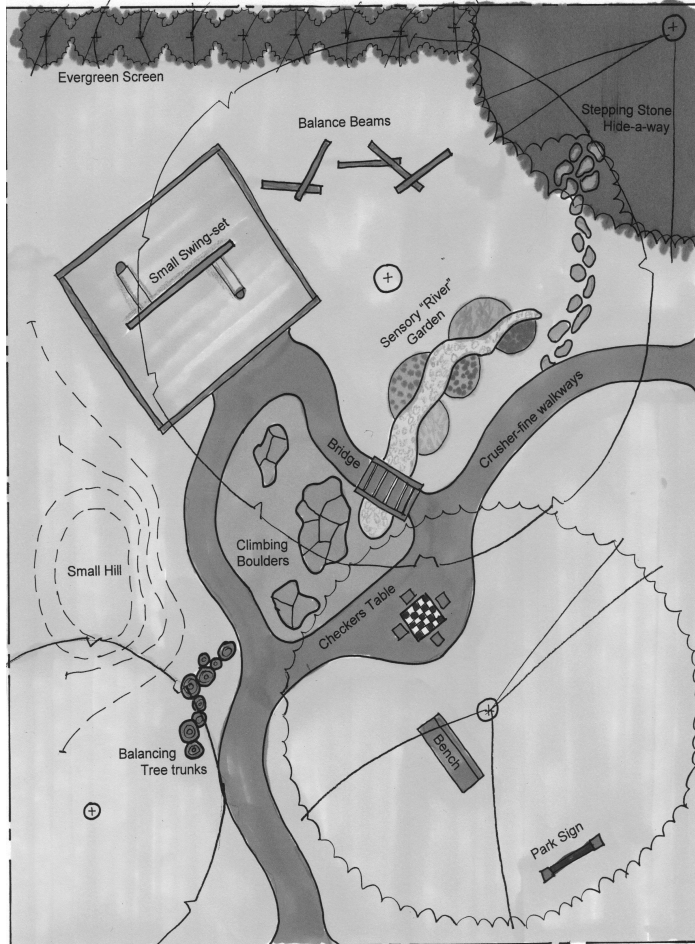 Evergreen Screen
Balance Beams
Stepping Stone
Hide-a-way
Small Swing-set
Sensory "River"
Garden
Crusher-fine walkways
Bridge
Climbing
Boulders
Small Hill
Checkers Table
Balancing
Tree trunks
Bench
Park Sign